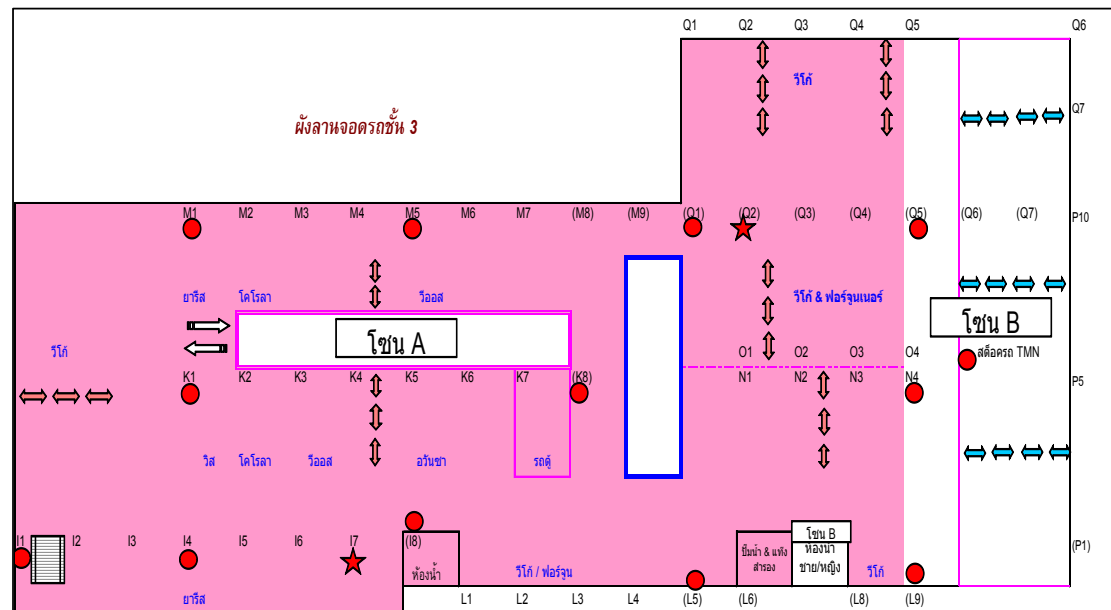 Q1 Q2 Q3 Q4 Q5 Q6
วีโก้
Q7
ผังลานจอดรถชั้น 3
M1 M2 M3 M4 M5 M6 M7 (M8) (M9) (Q1) (Q2) (Q3) (Q4) (Q5) (Q6) (Q7) P10
ยารีส โคโรลา วีออส วีโก้ & ฟอร์จูนเนอร์
โซน A
โซน B
วีโก้
O1 O2 O3 O4 สต็อครถ TMN
K1 K2 K3 K4 K5 K6 K7 (K8) N1 N2 N3 N4 P5
วิส โคโรลา วีออส อวันซา รถตู้
I1 I2 I3 I4 I5 I6 I7 (I8) (P1)
โซน B
ปั๊มน้ำ & แท้ง
สำรอง
ห้องน้ำ
ชาย/หญิง
ห้องน้ำ วีโก้ / ฟอร์จูน วีโก้
ยารีส
L1 L2 L3 L4 (L5) (L6) (L8) (L9)